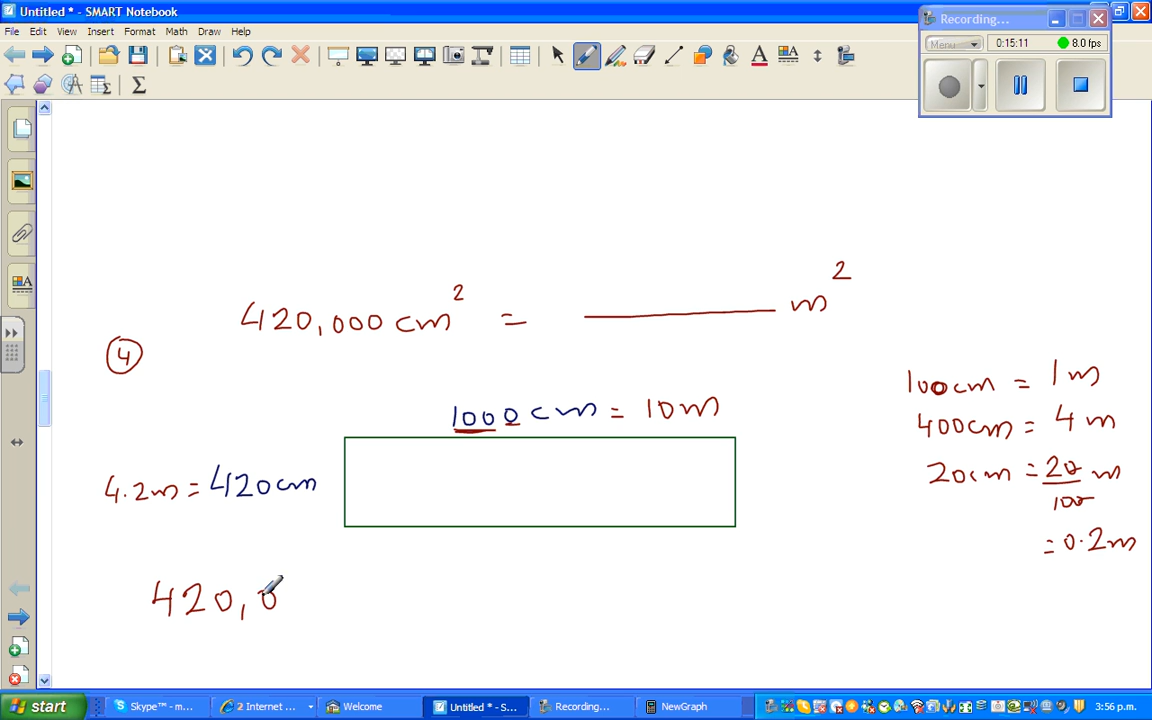 Untitled * - SMART Notebook
File Edit View Insert Format Math Draw Help
Recording...
Menu 0:15:11 8.0 fps
420,000 cm² = ________ m²
4
1000 cm = 10m
4.2m = 420cm
100cm = 1m
400cm = 4m
20cm = 20/100 m
= 0.2m
420,0
start Skype™ - m... 2 Internet ... Welcome Untitled * - S... Recording... NewGraph 3:56 p.m.